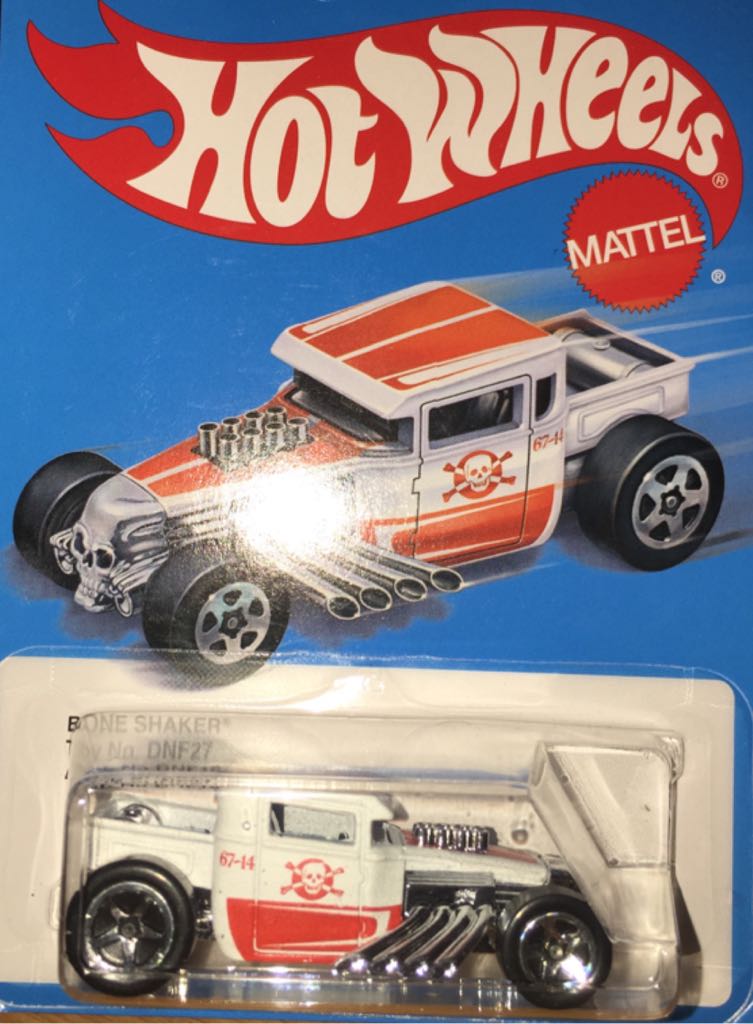 HOT WHEELS®
MATTEL
®
67-14
BONE SHAKER®
Toy No. DNF27
67-14